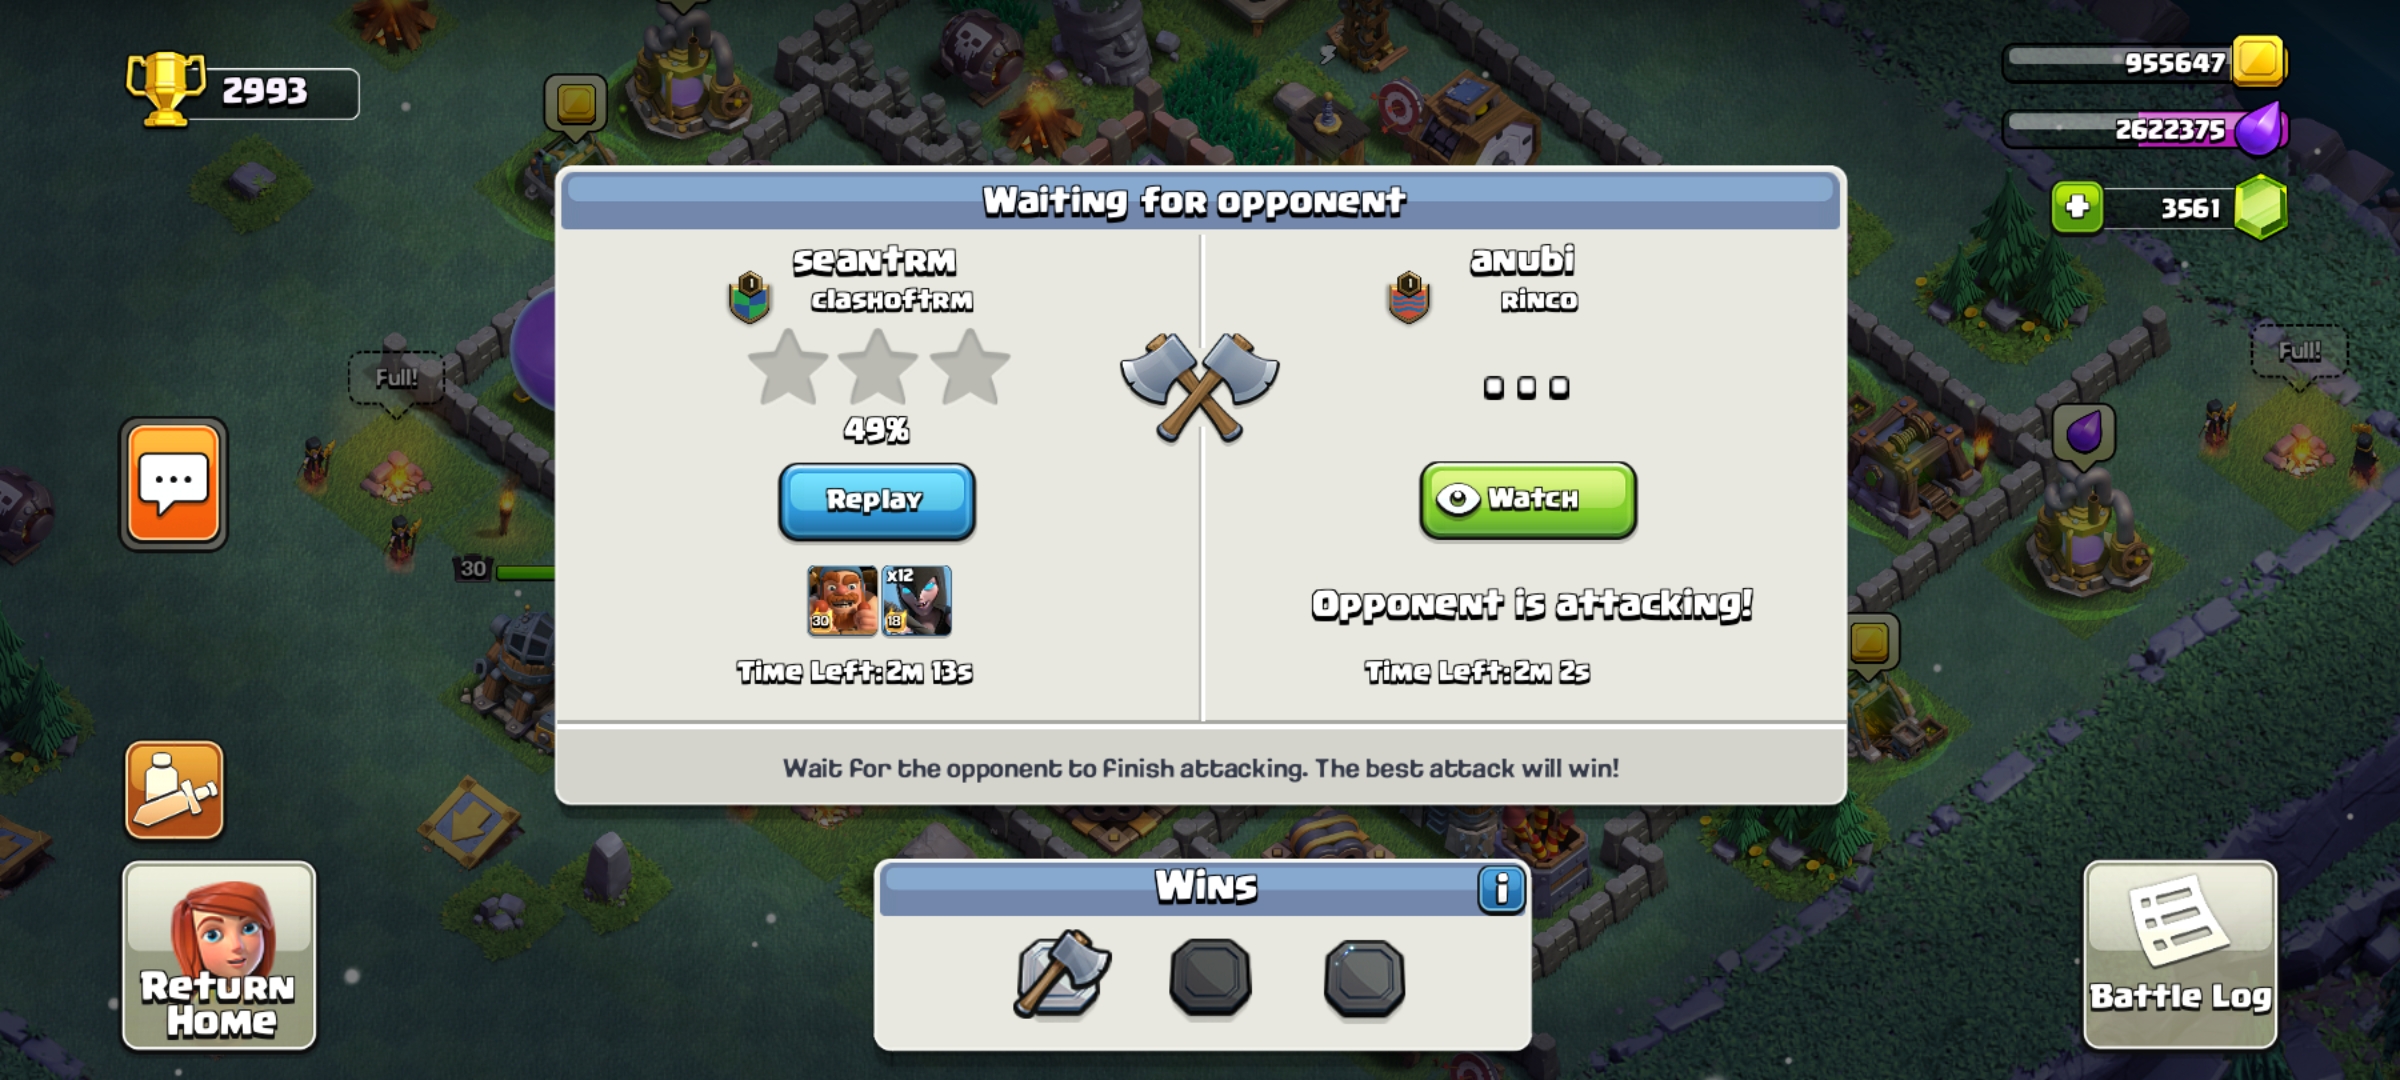 2993
955647
2622375
3561
Waiting for opponent
seantrm
clashoftrm
1
49%
Replay
x12
30
18
Time Left:2m 13s
anubi
rinco
1
Watch
Opponent is attacking!
Time Left:2m 2s
Wait for the opponent to finish attacking. The best attack will win!
Full!
Full!
30
Wins
i
Return
Home
Battle Log